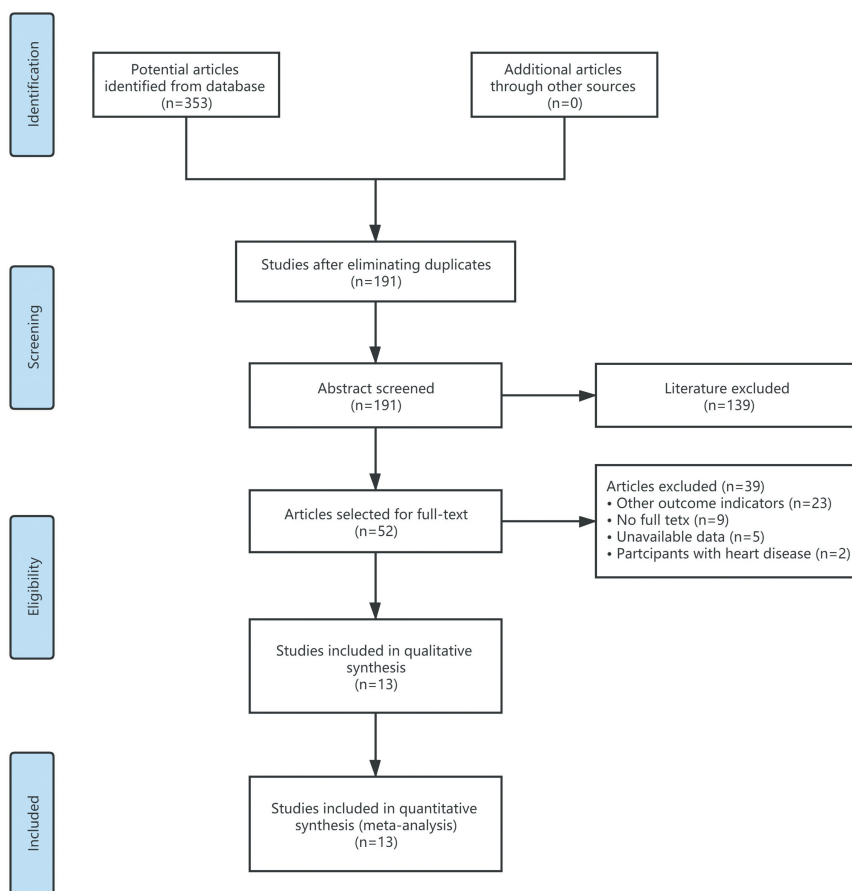 Identification
Potential articles
identified from database
(n=353)
Additional articles
through other sources
(n=0)
Studies after eliminating duplicates
(n=191)
Screening
Abstract screened
(n=191)
Literature excluded
(n=139)
Eligibility
Articles selected for full-text
(n=52)
Articles excluded (n=39)
• Other outcome indicators (n=23)
• No full tetx (n=9)
• Unavailable data (n=5)
• Partcipants with heart disease (n=2)
Studies included in qualitative
synthesis
(n=13)
Included
Studies included in quantitative
synthesis (meta-analysis)
(n=13)